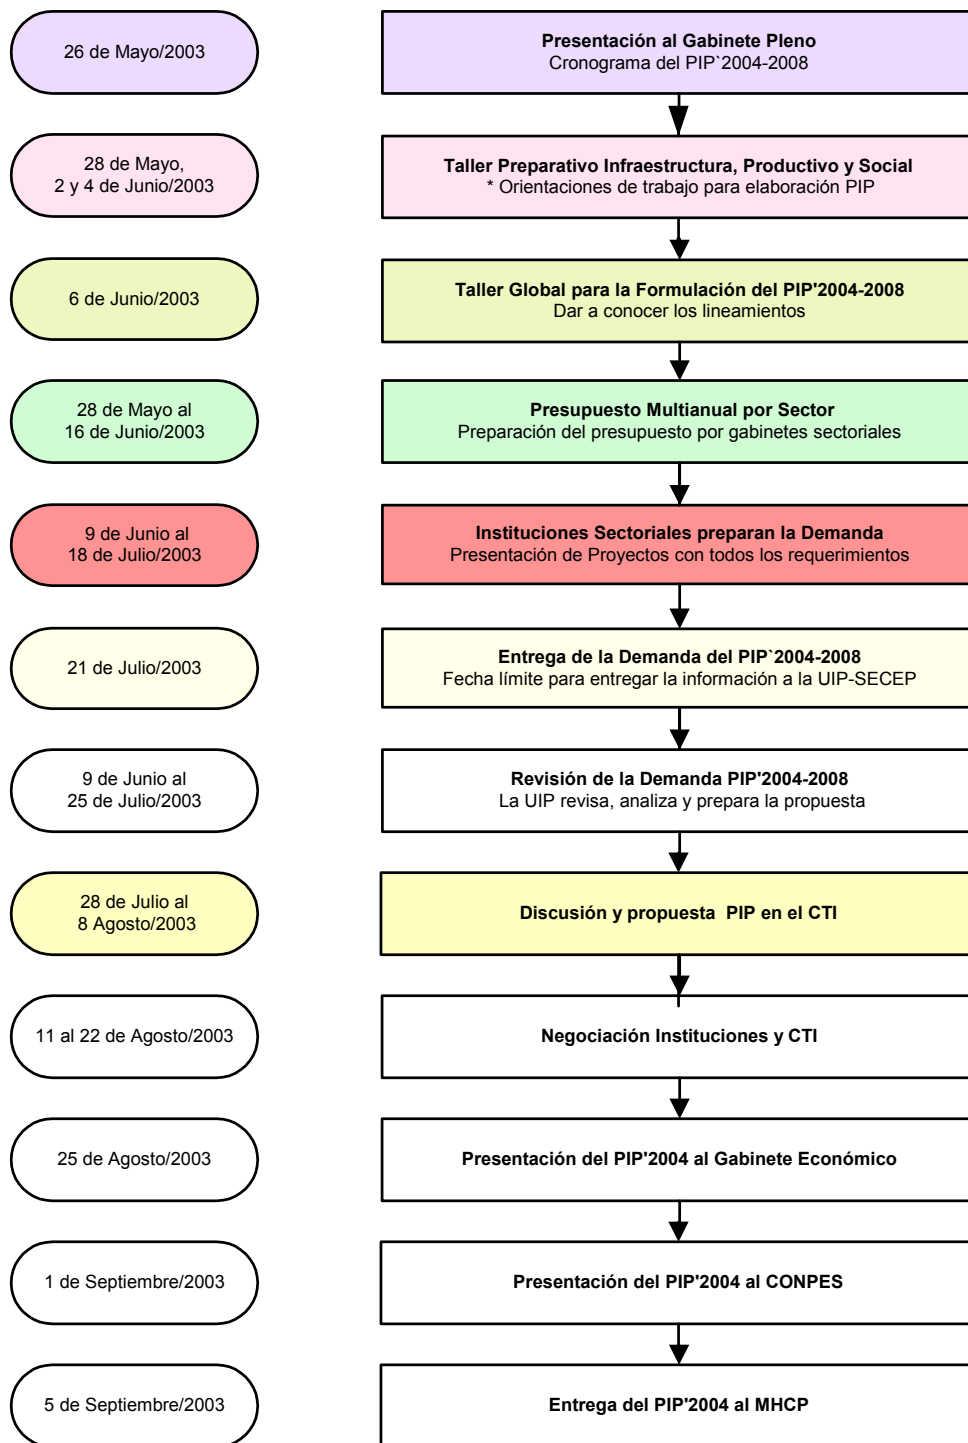 26 de Mayo/2003
Presentación al Gabinete Pleno
Cronograma del PIP`2004-2008
28 de Mayo,
2 y 4 de Junio/2003
Taller Preparativo Infraestructura, Productivo y Social
* Orientaciones de trabajo para elaboración PIP
6 de Junio/2003
Taller Global para la Formulación del PIP'2004-2008
Dar a conocer los lineamientos
28 de Mayo al
16 de Junio/2003
Presupuesto Multianual por Sector
Preparación del presupuesto por gabinetes sectoriales
9 de Junio al
18 de Julio/2003
Instituciones Sectoriales preparan la Demanda
Presentación de Proyectos con todos los requerimientos
21 de Julio/2003
Entrega de la Demanda del PIP`2004-2008
Fecha límite para entregar la información a la UIP-SECEP
9 de Junio al
25 de Julio/2003
Revisión de la Demanda PIP'2004-2008
La UIP revisa, analiza y prepara la propuesta
28 de Julio al
8 Agosto/2003
Discusión y propuesta  PIP en el CTI
11 al 22 de Agosto/2003
Negociación Instituciones y CTI
25 de Agosto/2003
Presentación del PIP'2004 al Gabinete Económico
1 de Septiembre/2003
Presentación del PIP'2004 al CONPES
5 de Septiembre/2003
Entrega del PIP'2004 al MHCP